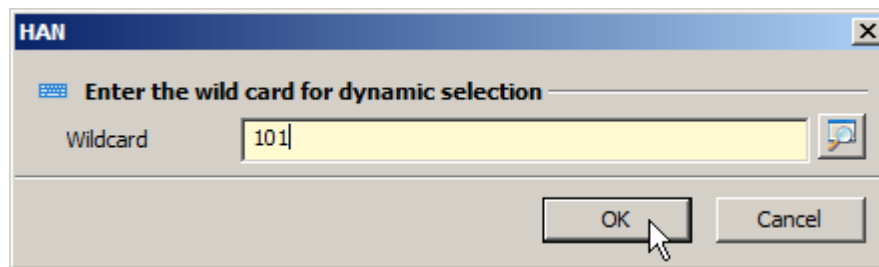 HAN
Enter the wild card for dynamic selection
Wildcard 101
OK Cancel